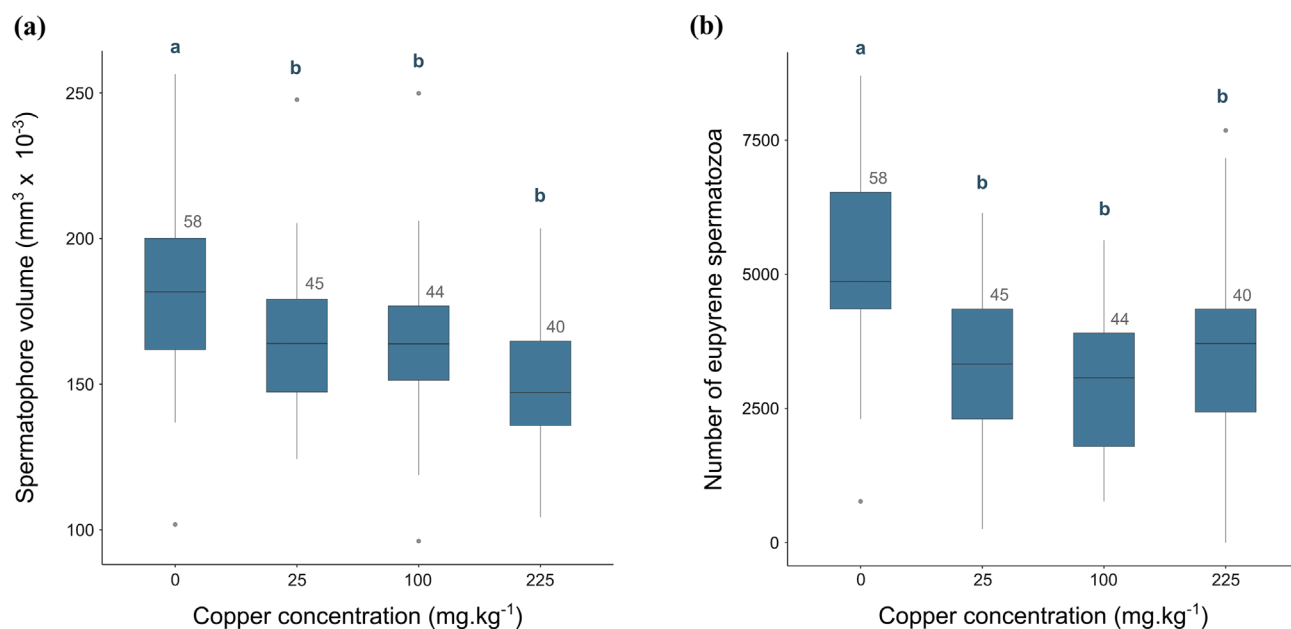 (a)
Spermatophore volume (mm³ x 10⁻³)
250
200
150
100
a
b
b
b
58
45
44
40
0 25 100 225
Copper concentration (mg.kg⁻¹)
(b)
Number of eupyrene spermatozoa
7500
5000
2500
0
a
b
b
b
58
45
44
40
0 25 100 225
Copper concentration (mg.kg⁻¹)